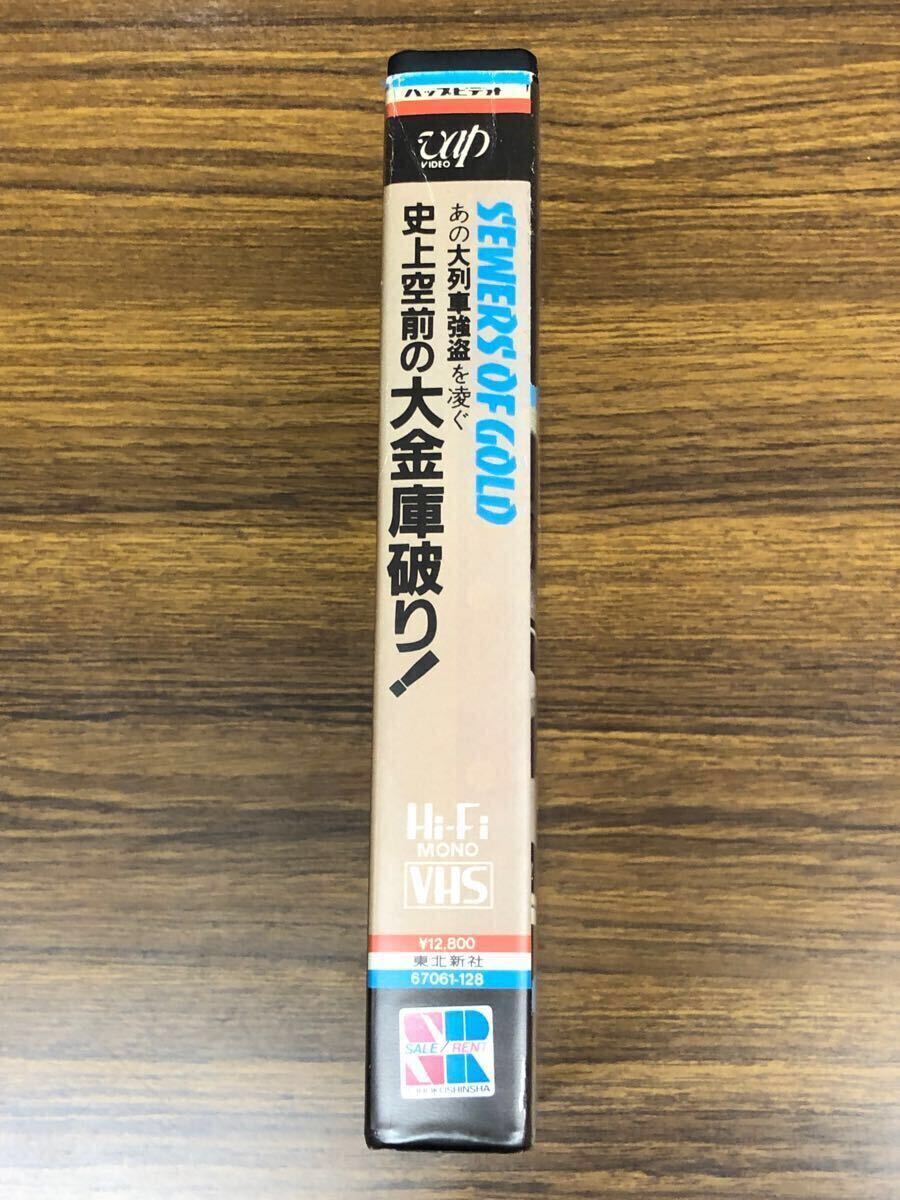 バップビデオ
vap
VIDEO
SEWERS OF GOLD
あの大列車強盗を凌ぐ
史上空前の大金庫破り!
Hi-Fi
MONO
VHS
¥12,800
東北新社
67061-128
SALE/RENT